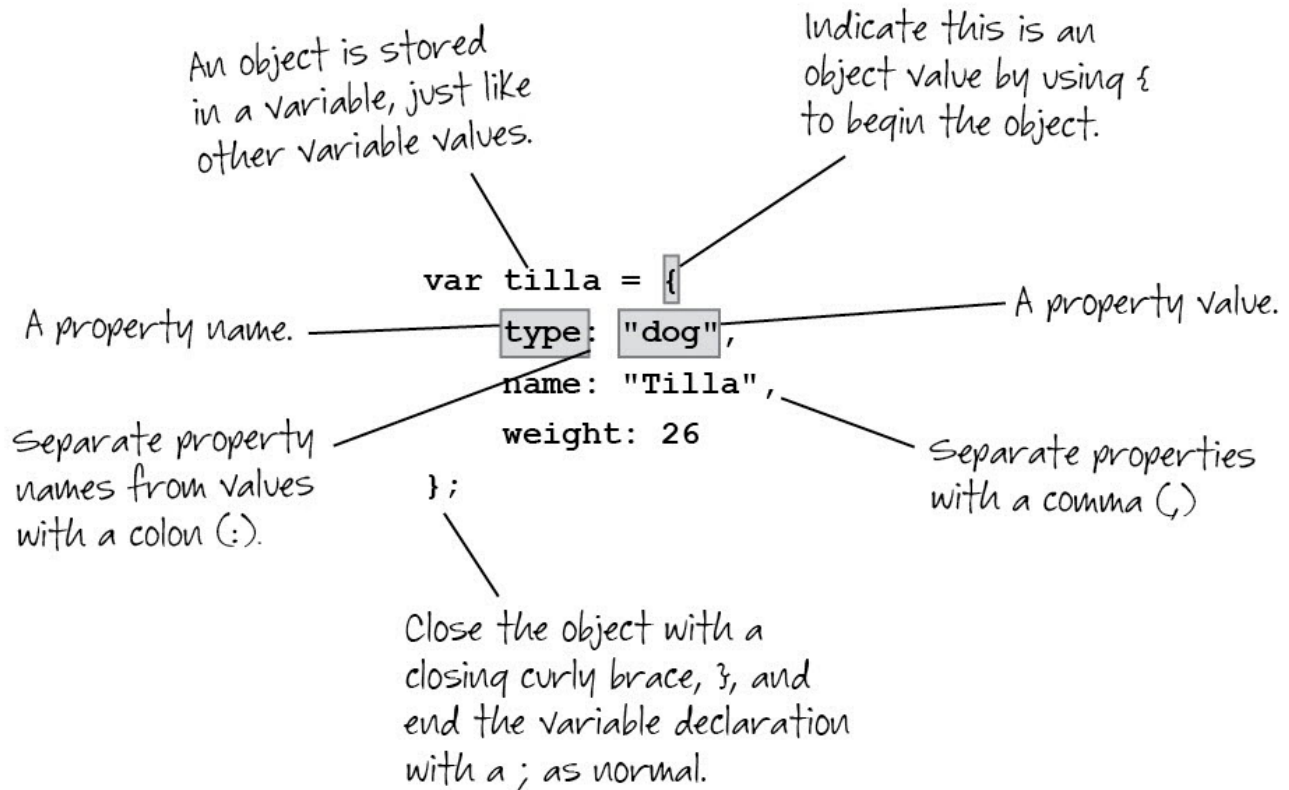 An object is stored
in a variable, just like
other variable values.
Indicate this is an
object value by using {
to begin the object.
var tilla = {
A property name.
type: "dog",
A property value.
name: "Tilla",
weight: 26
};
Separate property
names from values
with a colon (:).
Separate properties
with a comma (,)
Close the object with a
closing curly brace, }, and
end the variable declaration
with a ; as normal.